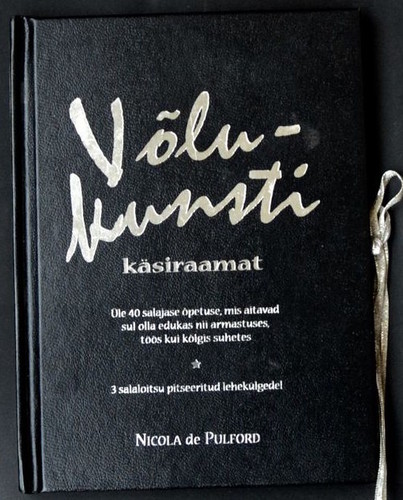 Võlu-
kunsti
käsiraamat
Üle 40 salajase õpetuse, mis aitavad
sul olla edukas nii armastuses,
töös kui kõigis suhetes
3 salaloitsu pitseeritud lehekülgedel
NICOLA de PULFORD